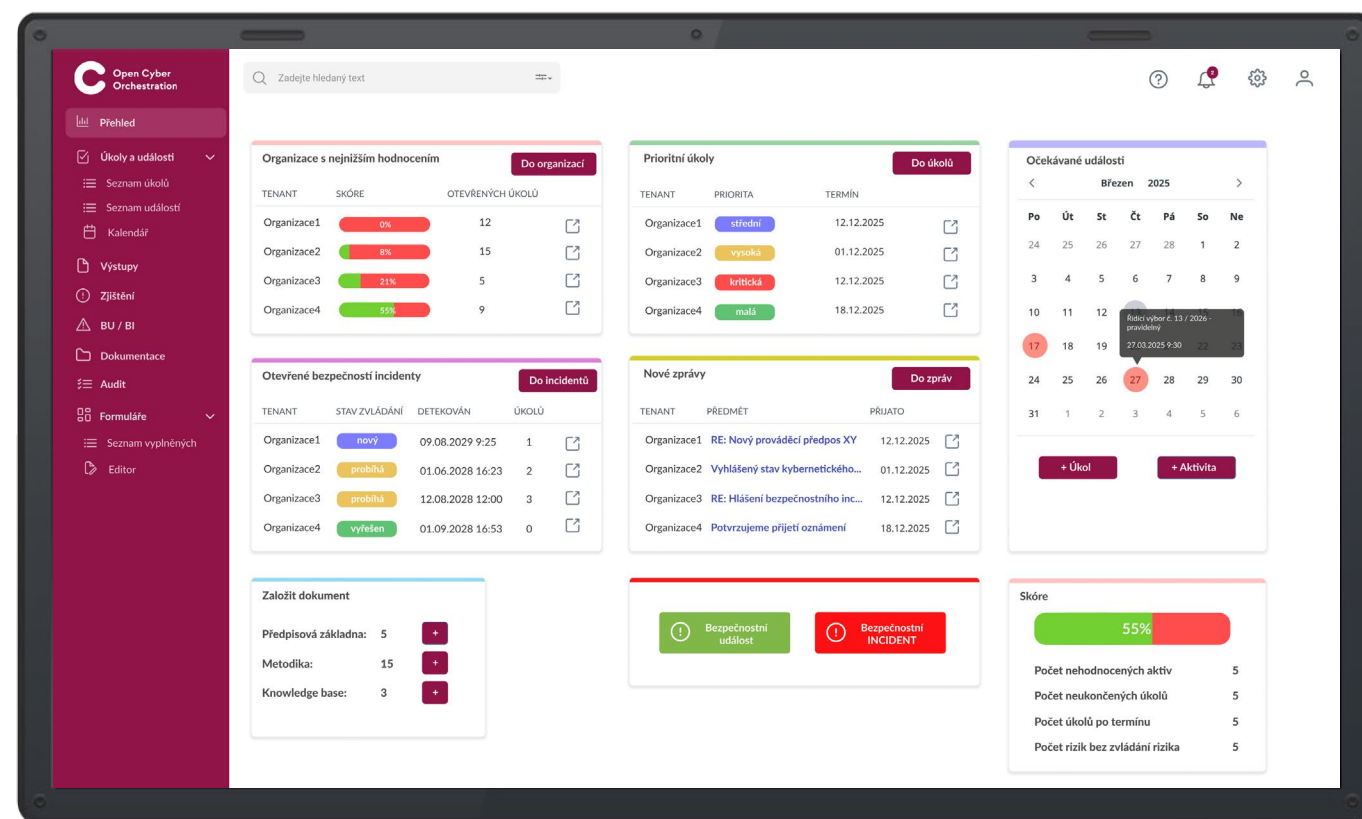 Open Cyber
Orchestration
Zadejte hledaný text
2
Přehled
Úkoly a události
Seznam úkolů
Seznam událostí
Kalendář
Výstupy
Zjištění
BU / BI
Dokumentace
Audit
Formuláře
Seznam vyplněných
Editor
Organizace s nejnižším hodnocením
Do organizací
TENANT SKÓRE OTEVŘENÝCH ÚKOLŮ
Organizace1 0% 12
Organizace2 8% 15
Organizace3 21% 5
Organizace4 55% 9
Prioritní úkoly
Do úkolů
TENANT PRIORITA TERMÍN
Organizace1 střední 12.12.2025
Organizace2 vysoká 01.12.2025
Organizace3 kritická 12.12.2025
Organizace4 malá 18.12.2025
Očekávané události
Březen 2025
Po Út St Čt Pá So Ne
24 25 26 27 28 1 2
3 4 5 6 7 8 9
10 11 12 13 14 15 16
Řídící výbor č. 13 / 2026 -
pravidelný
27.03.2025 9:30
17 18 19 22 23
24 25 26 27 28 29 30
31 1 2 3 4 5 6
+ Úkol + Aktivita
Otevřené bezpečností incidenty
Do incidentů
TENANT STAV ZVLÁDÁNÍ DETEKOVÁN ÚKOLŮ
Organizace1 nový 09.08.2029 9:25 1
Organizace2 probíhá 01.06.2028 16:23 2
Organizace3 probíhá 12.08.2028 12:00 3
Organizace4 vyřešen 01.09.2028 16:53 0
Nové zprávy
Do zpráv
TENANT PŘEDMĚT PŘIJATO
Organizace1 RE: Nový prováděcí předpos XY 12.12.2025
Organizace2 Vyhlášený stav kybernetického... 01.12.2025
Organizace3 RE: Hlášení bezpečnostního inc... 12.12.2025
Organizace4 Potvrzujeme přijetí oznámení 18.12.2025
Založit dokument
Předpisová základna: 5 +
Metodika: 15 +
Knowledge base: 3 +
Bezpečnostní
událost
Bezpečnostní
INCIDENT
Skóre
55%
Počet nehodnocených aktiv 5
Počet neukončených úkolů 5
Počet úkolů po termínu 5
Počet rizik bez zvládání rizika 5